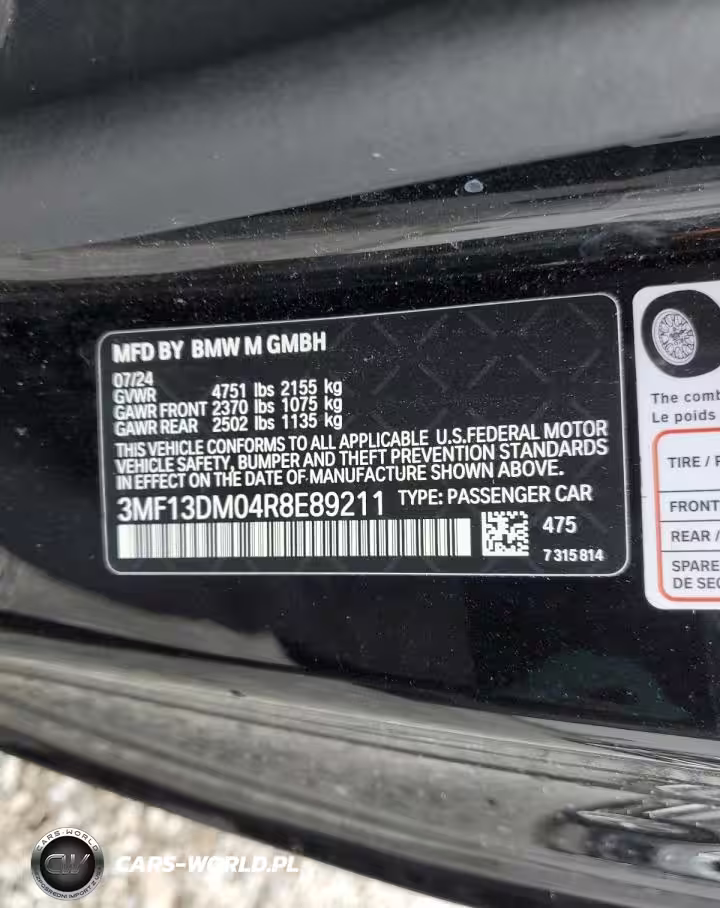 MFD BY BMW M GMBH
07/24
GVWR 4751 lbs 2155 kg
GAWR FRONT 2370 lbs 1075 kg
GAWR REAR 2502 lbs 1135 kg
THIS VEHICLE CONFORMS TO ALL APPLICABLE U.S.FEDERAL MOTOR
VEHICLE SAFETY, BUMPER AND THEFT PREVENTION STANDARDS
IN EFFECT ON THE DATE OF MANUFACTURE SHOWN ABOVE.
3MF13DM04R8E89211 TYPE: PASSENGER CAR
475
7 315 814
The comb
Le poids
TIRE / P
FRONT
REAR /
SPARE
DE SEC
CARS-WORLD
CW
CARS-WORLD.PL